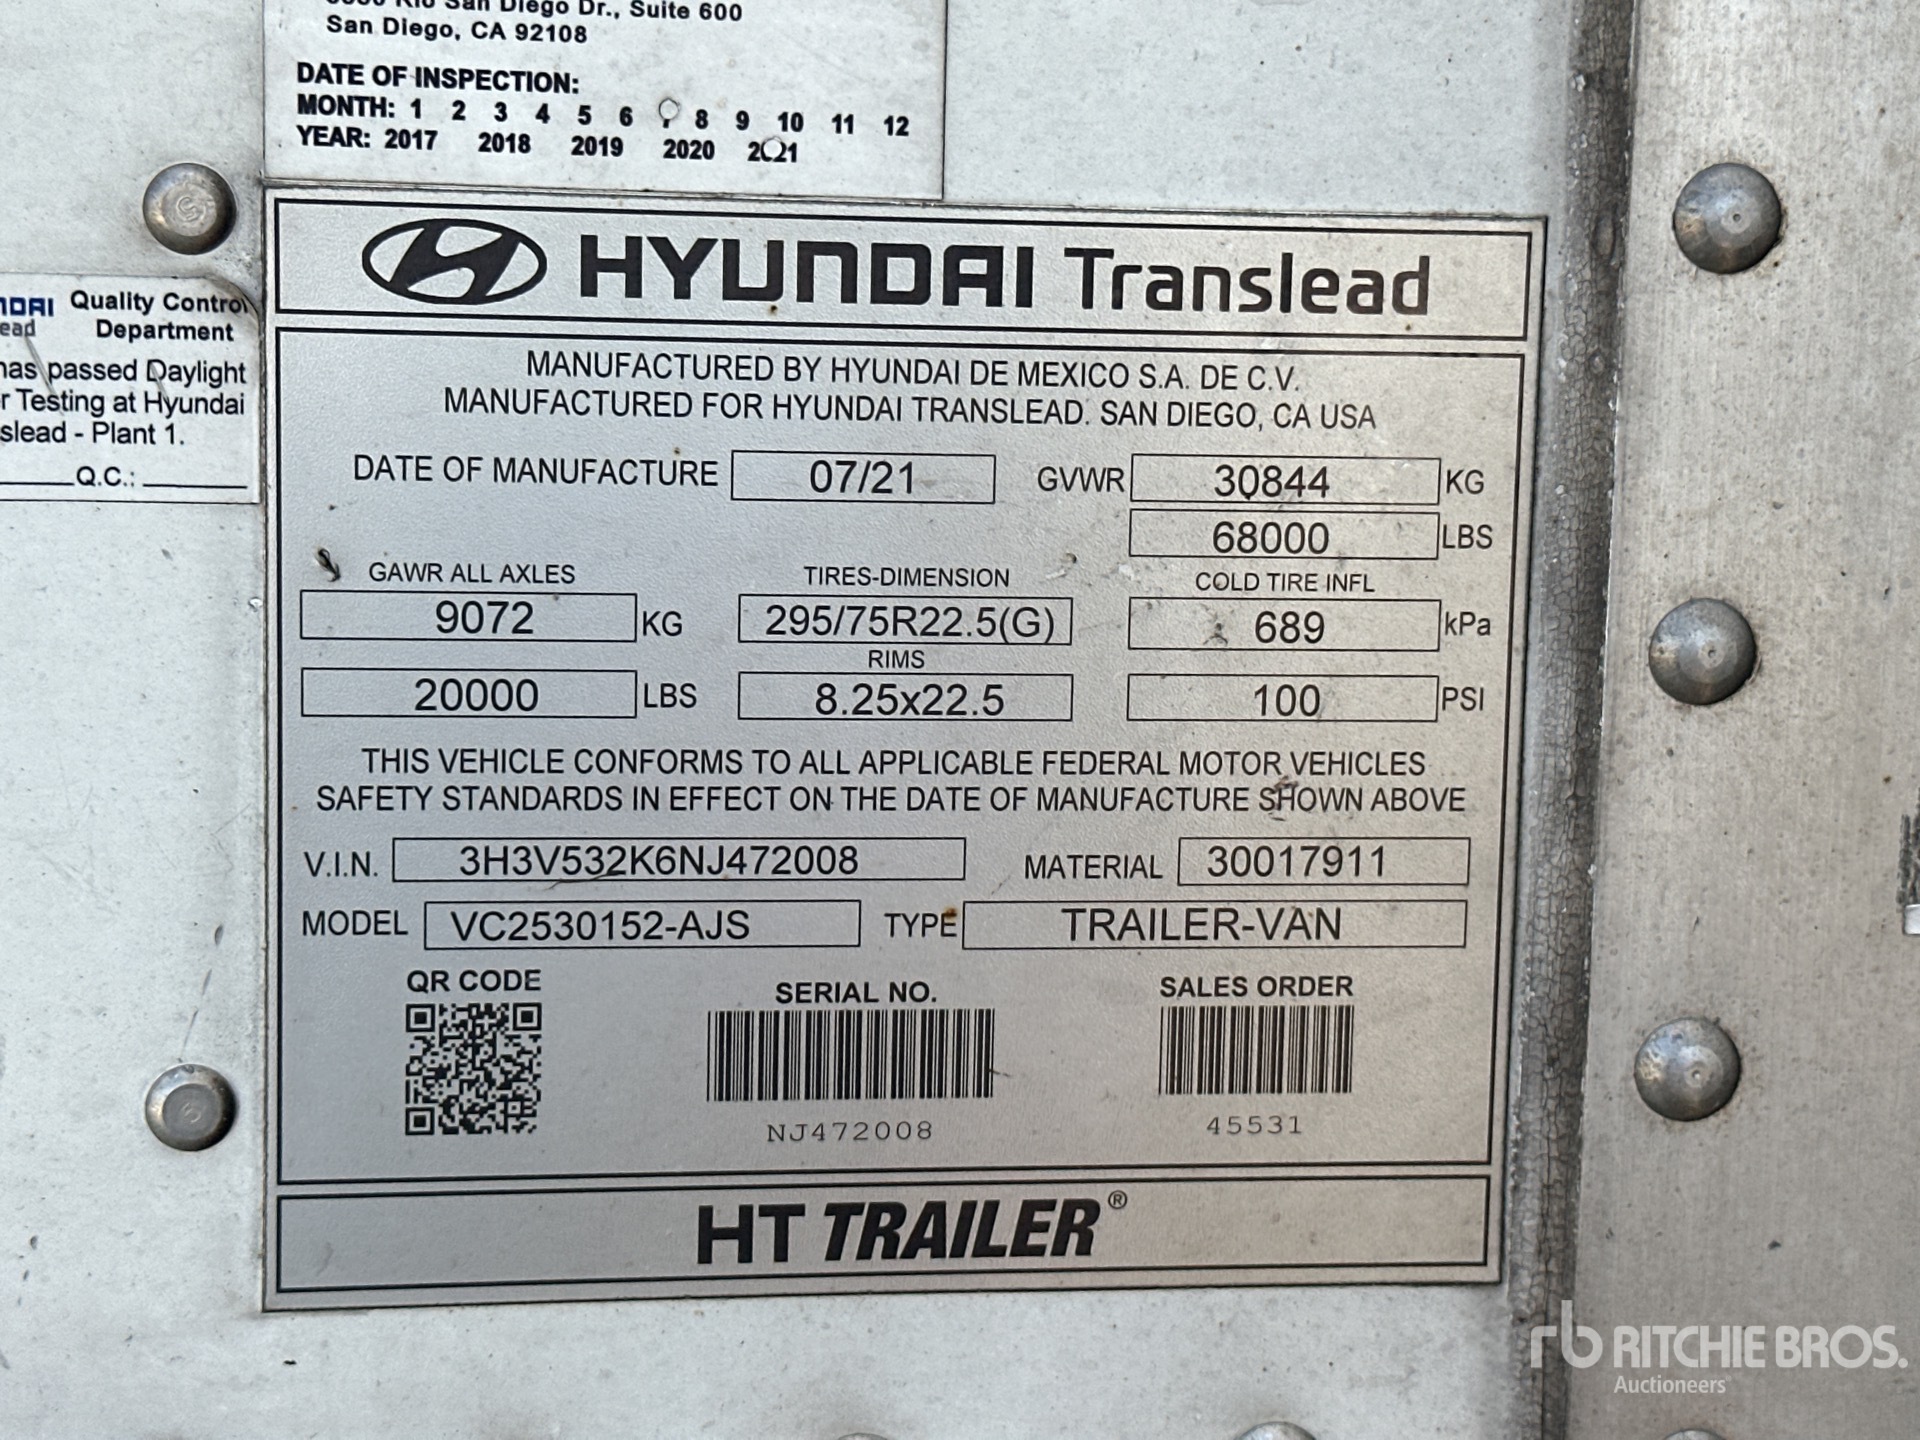 San Diego Dr., Suite 600
San Diego, CA 92108
DATE OF INSPECTION:
MONTH: 1 2 3 4 5 6 8 9 10 11 12
YEAR: 2017 2018 2019 2020 2021
Quality Control
Department
passed Daylight
Testing at Hyundai
- Plant 1.
Q.C.:
HYUNDAI Translead
MANUFACTURED BY HYUNDAI DE MEXICO S.A. DE C.V.
MANUFACTURED FOR HYUNDAI TRANSLEAD. SAN DIEGO, CA USA
DATE OF MANUFACTURE 07/21 GVWR 30844 KG
68000 LBS
GAWR ALL AXLES TIRES-DIMENSION COLD TIRE INFL
9072 KG 295/75R22.5(G) 689 kPa
RIMS
20000 LBS 8.25x22.5 100 PSI
THIS VEHICLE CONFORMS TO ALL APPLICABLE FEDERAL MOTOR VEHICLES
SAFETY STANDARDS IN EFFECT ON THE DATE OF MANUFACTURE SHOWN ABOVE
V.I.N. 3H3V532K6NJ472008 MATERIAL 30017911
MODEL VC2530152-AJS TYPE TRAILER-VAN
QR CODE SERIAL NO. SALES ORDER
NJ472008 45531
HT TRAILER®
rb RITCHIE BROS.
Auctioneers